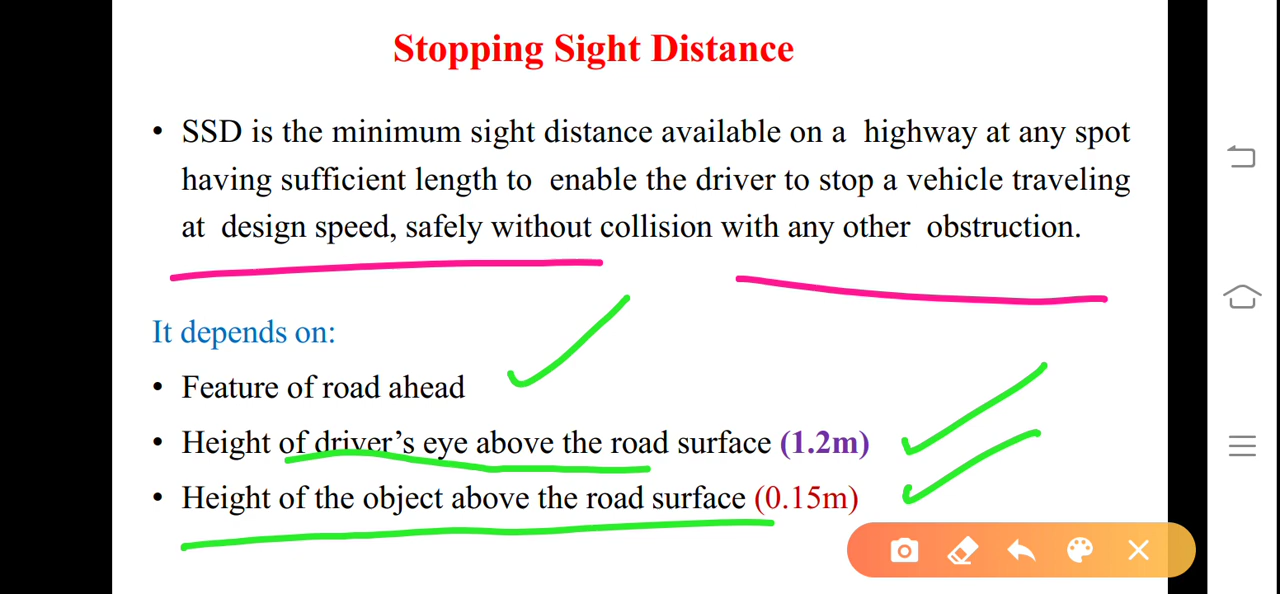 Stopping Sight Distance
• SSD is the minimum sight distance available on a highway at any spot
having sufficient length to enable the driver to stop a vehicle traveling
at design speed, safely without collision with any other obstruction.
It depends on:
• Feature of road ahead
• Height of driver’s eye above the road surface (1.2m)
• Height of the object above the road surface (0.15m)